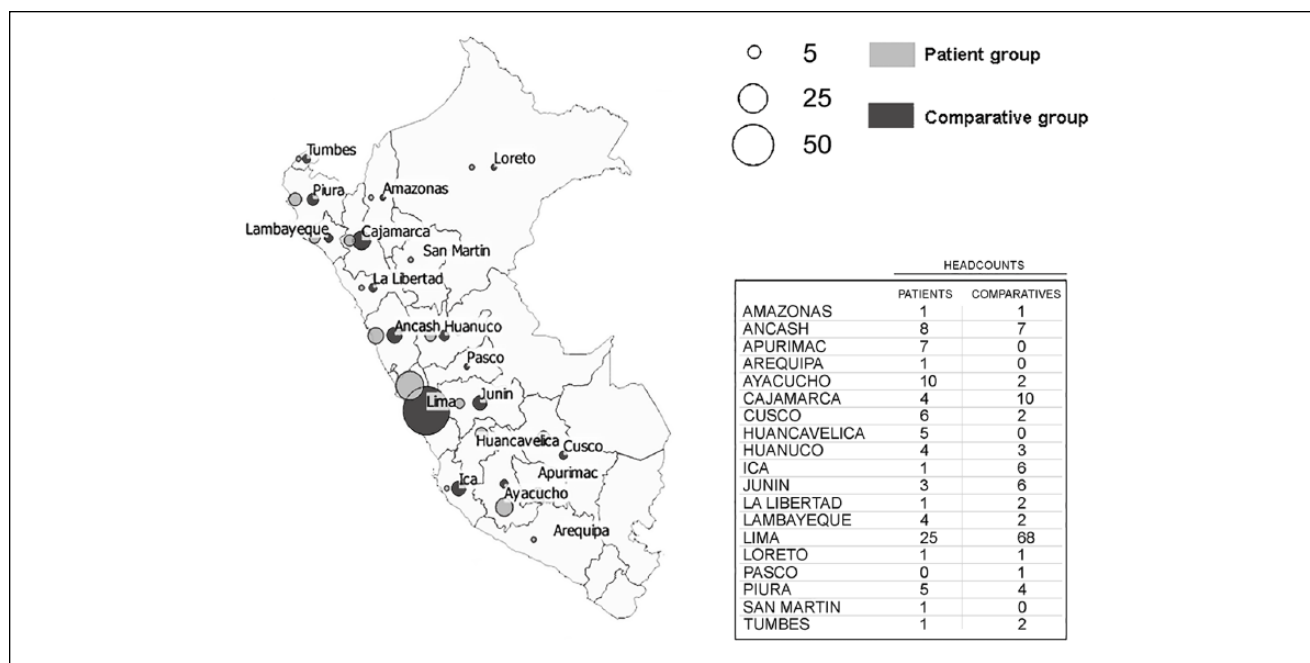 5
Patient group
25
Comparative group
50
Tumbes
Loreto
Piura
Amazonas
Lambayeque
Cajamarca
San Martin
La Libertad
Ancash
Huanuco
Pasco
Lima
Junin
Huancavelica
Cusco
Ica
Apurimac
Ayacucho
Arequipa
HEADCOUNTS
PATIENTS COMPARATIVES
AMAZONAS 1 1
ANCASH 8 7
APURIMAC 7 0
AREQUIPA 1 0
AYACUCHO 10 2
CAJAMARCA 4 10
CUSCO 6 2
HUANCAVELICA 5 0
HUANUCO 4 3
ICA 1 6
JUNIN 3 6
LA LIBERTAD 1 2
LAMBAYEQUE 4 2
LIMA 25 68
LORETO 1 1
PASCO 0 1
PIURA 5 4
SAN MARTIN 1 0
TUMBES 1 2